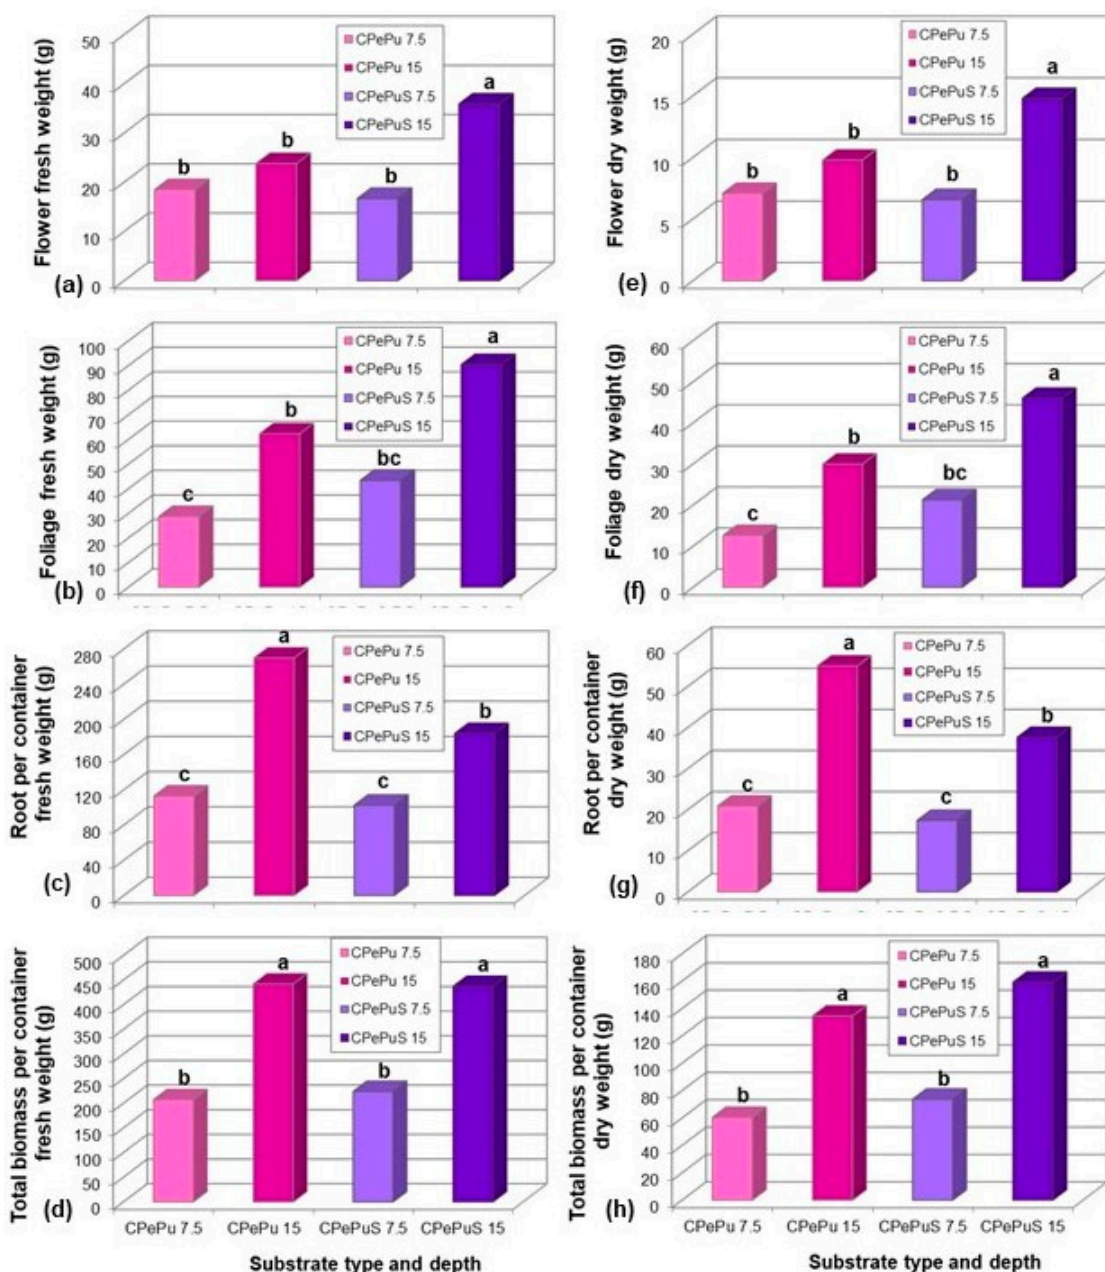 Flower fresh weight (g)
50
40
30
20
10
0
CPePu 7.5
CPePu 15
CPePuS 7.5
CPePuS 15
b
b
b
a
(a)
Flower dry weight (g)
20
15
10
5
0
CPePu 7.5
CPePu 15
CPePuS 7.5
CPePuS 15
b
b
b
a
(e)
Foliage fresh weight (g)
100
90
80
70
60
50
40
30
20
10
0
CPePu 7.5
CPePu 15
CPePuS 7.5
CPePuS 15
c
b
bc
a
(b)
Foliage dry weight (g)
60
50
40
30
20
10
0
CPePu 7.5
CPePu 15
CPePuS 7.5
CPePuS 15
c
b
bc
a
(f)
Root per container
fresh weight (g)
280
240
200
160
120
80
40
0
CPePu 7.5
CPePu 15
CPePuS 7.5
CPePuS 15
c
a
c
b
(c)
Root per container
dry weight (g)
60
50
40
30
20
10
0
CPePu 7.5
CPePu 15
CPePuS 7.5
CPePuS 15
c
a
c
b
(g)
Total biomass per container
fresh weight (g)
500
450
400
350
300
250
200
150
100
50
0
CPePu 7.5
CPePu 15
CPePuS 7.5
CPePuS 15
b
a
b
a
(d)
CPePu 7.5 CPePu 15 CPePuS 7.5 CPePuS 15
Substrate type and depth
Total biomass per container
dry weight (g)
180
160
140
120
100
80
60
40
20
0
CPePu 7.5
CPePu 15
CPePuS 7.5
CPePuS 15
b
a
b
a
(h)
CPePu 7.5 CPePu 15 CPePuS 7.5 CPePuS 15
Substrate type and depth